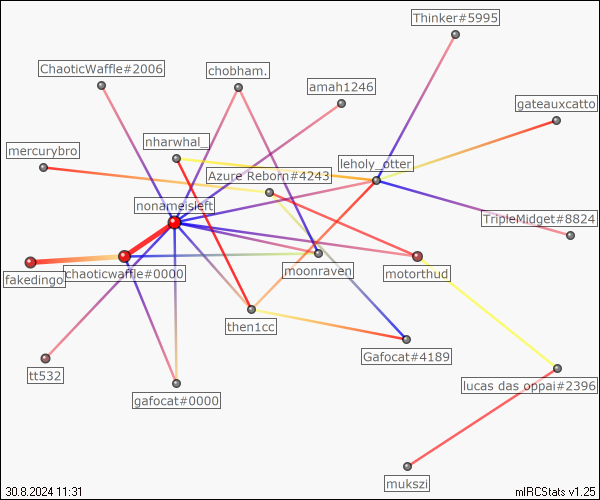 Thinker#5995
ChaoticWaffle#2006
chobham.
amah1246
gateauxcatto
nharwhal_
mercurybro
leholy_otter
Azure Reborn#4243
nonameisleft
TripleMidget#8824
fakedingo
chaoticwaffle#0000
moonraven
motorthud
then1cc
Gafocat#4189
tt532
lucas das oppai#2396
gafocat#0000
mukszi
30.8.2024 11:31
mIRCStats v1.25